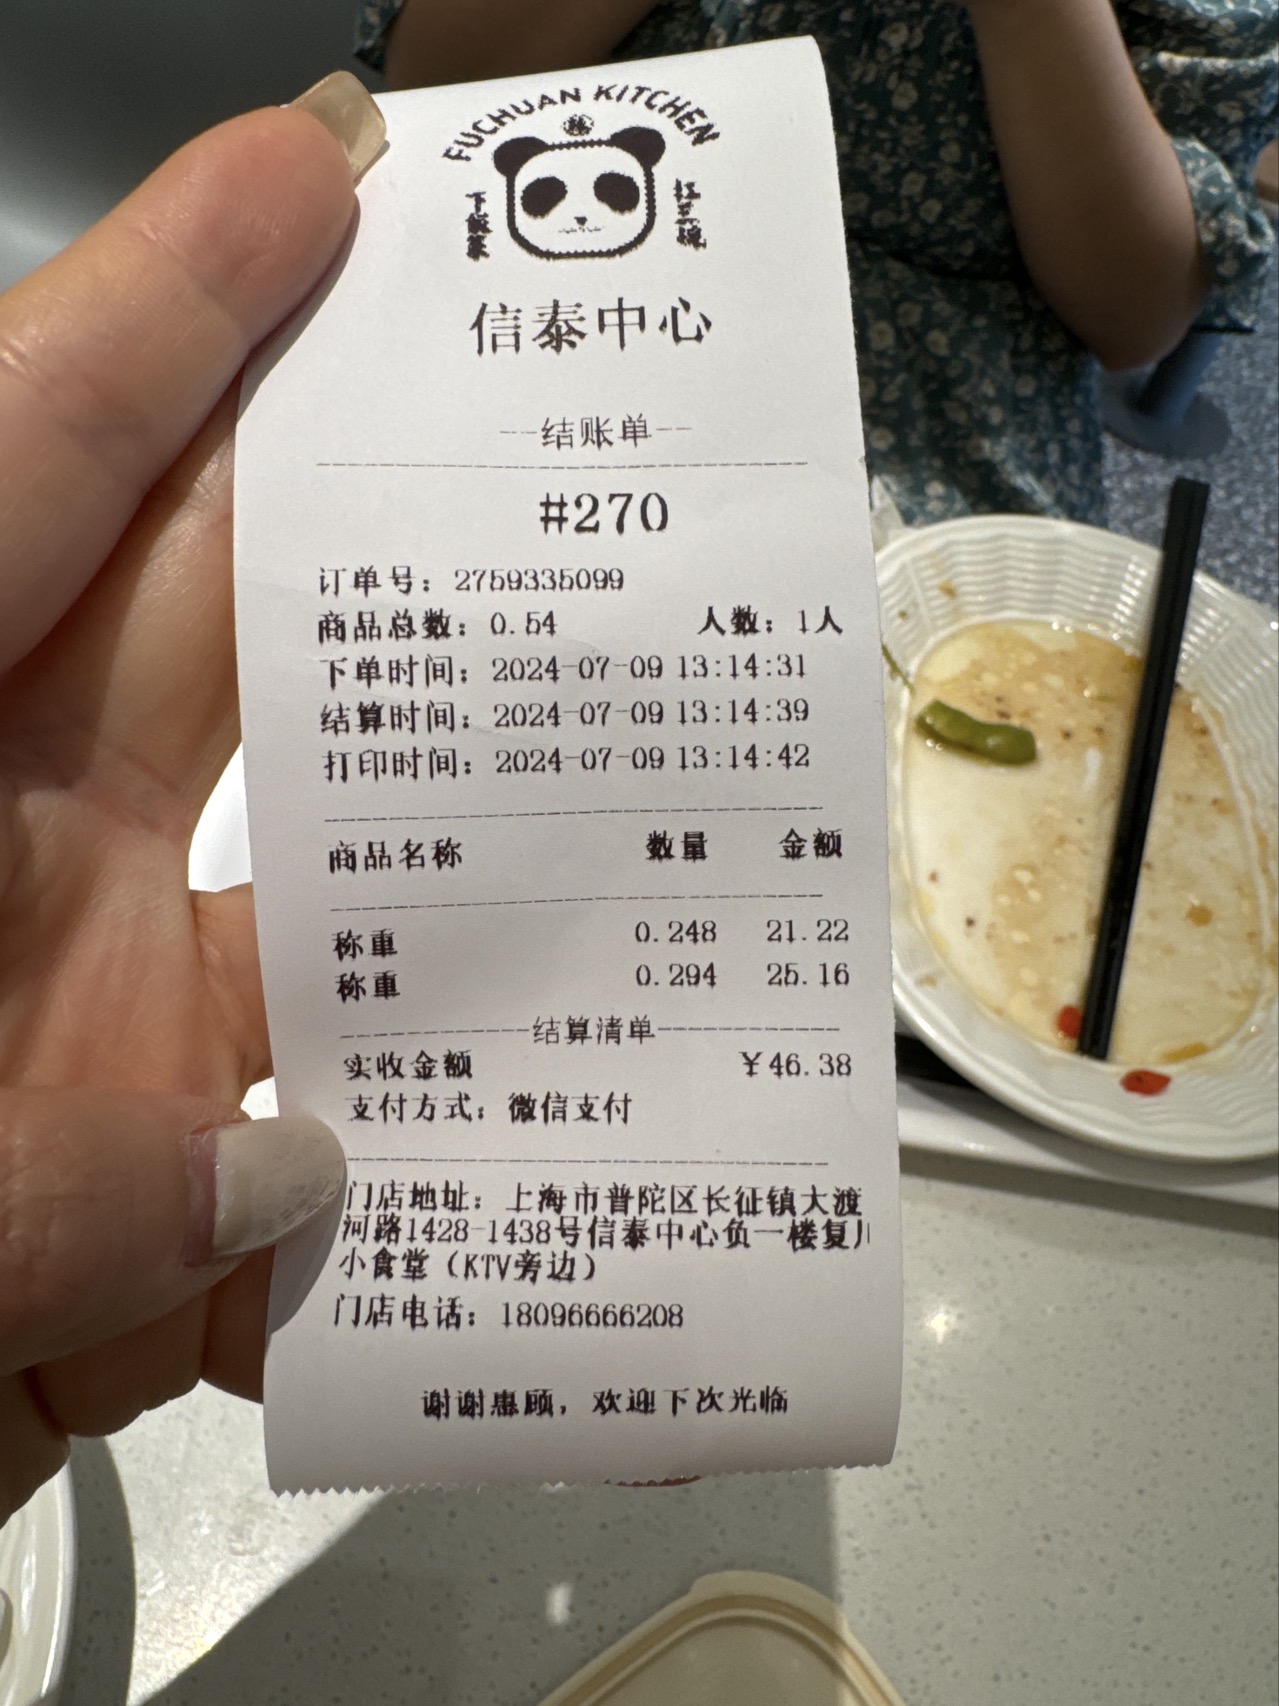 FUCHUAN KITCHEN
下飯菜
信泰中心
--结账单--
#270
订单号：2759335099
商品总数：0.54 人数：1人
下单时间：2024-07-09 13:14:31
结算时间：2024-07-09 13:14:39
打印时间：2024-07-09 13:14:42
商品名称 数量 金额
称重 0.248 21.22
称重 0.294 25.16
结算清单
实收金额 ¥46.38
支付方式：微信支付
门店地址：上海市普陀区长征镇大渡
河路1428-1438号信泰中心负一楼复川
小食堂（KTV旁边）
门店电话：18096666208
谢谢惠顾，欢迎下次光临